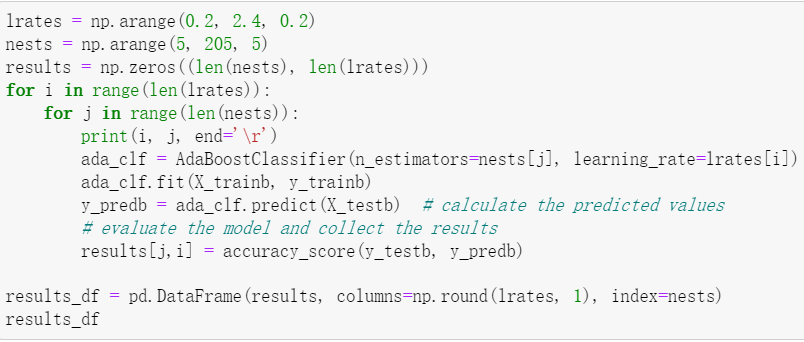 lrates = np.arange(0.2, 2.4, 0.2)
nests = np.arange(5, 205, 5)
results = np.zeros((len(nests), len(lrates)))
for i in range(len(lrates)):
    for j in range(len(nests)):
        print(i, j, end='\r')
        ada_clf = AdaBoostClassifier(n_estimators=nests[j], learning_rate=lrates[i])
        ada_clf.fit(X_trainb, y_trainb)
        y_predb = ada_clf.predict(X_testb)  # calculate the predicted values
        # evaluate the model and collect the results
        results[j,i] = accuracy_score(y_testb, y_predb)

results_df = pd.DataFrame(results, columns=np.round(lrates, 1), index=nests)
results_df